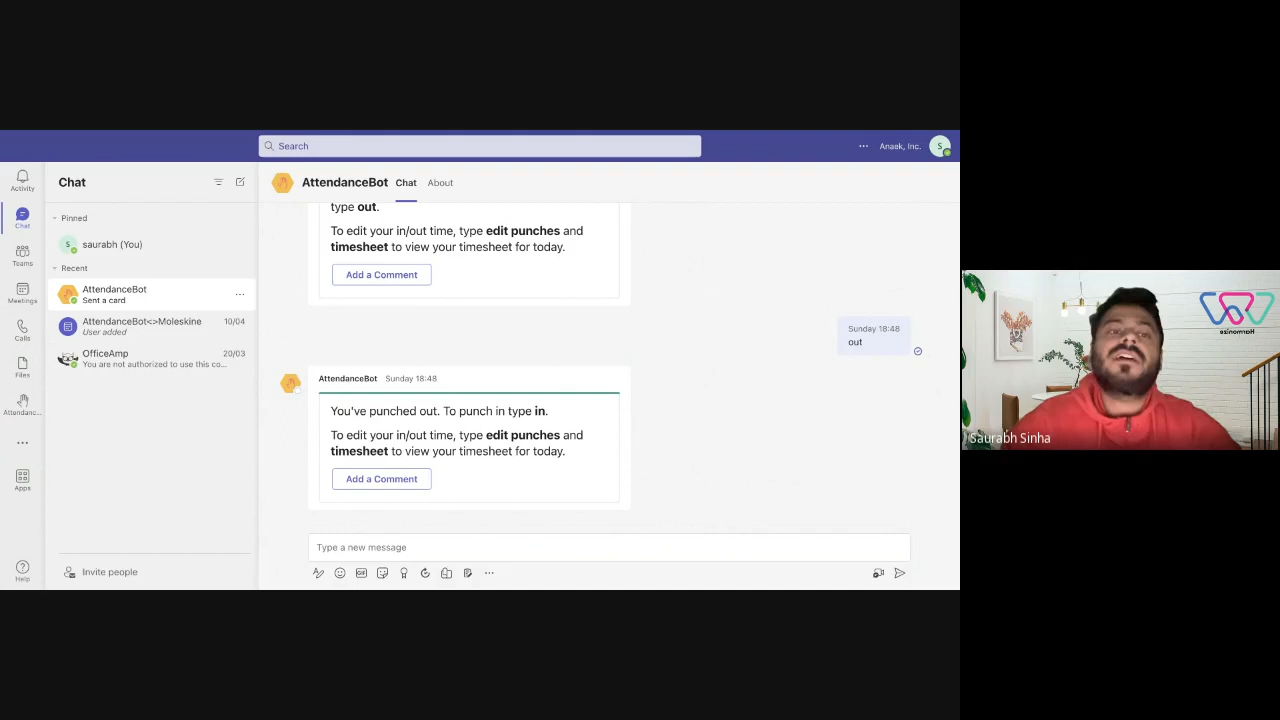 Search
Anaek, Inc.
S
Activity
Chat
Teams
Meetings
Calls
Files
Attendanc...
Apps
Help
Chat
Pinned
S
saurabh (You)
Recent
AttendanceBot
Sent a card
AttendanceBot<>Moleskine 10/04
User added
OfficeAmp 20/03
You are not authorized to use this co...
Invite people
AttendanceBot Chat About
type out.
To edit your in/out time, type edit punches and
timesheet to view your timesheet for today.
Add a Comment
Sunday 18:48
out
AttendanceBot Sunday 18:48
You've punched out. To punch in type in.
To edit your in/out time, type edit punches and
timesheet to view your timesheet for today.
Add a Comment
Type a new message
GIF
Harmonize
Saurabh Sinha